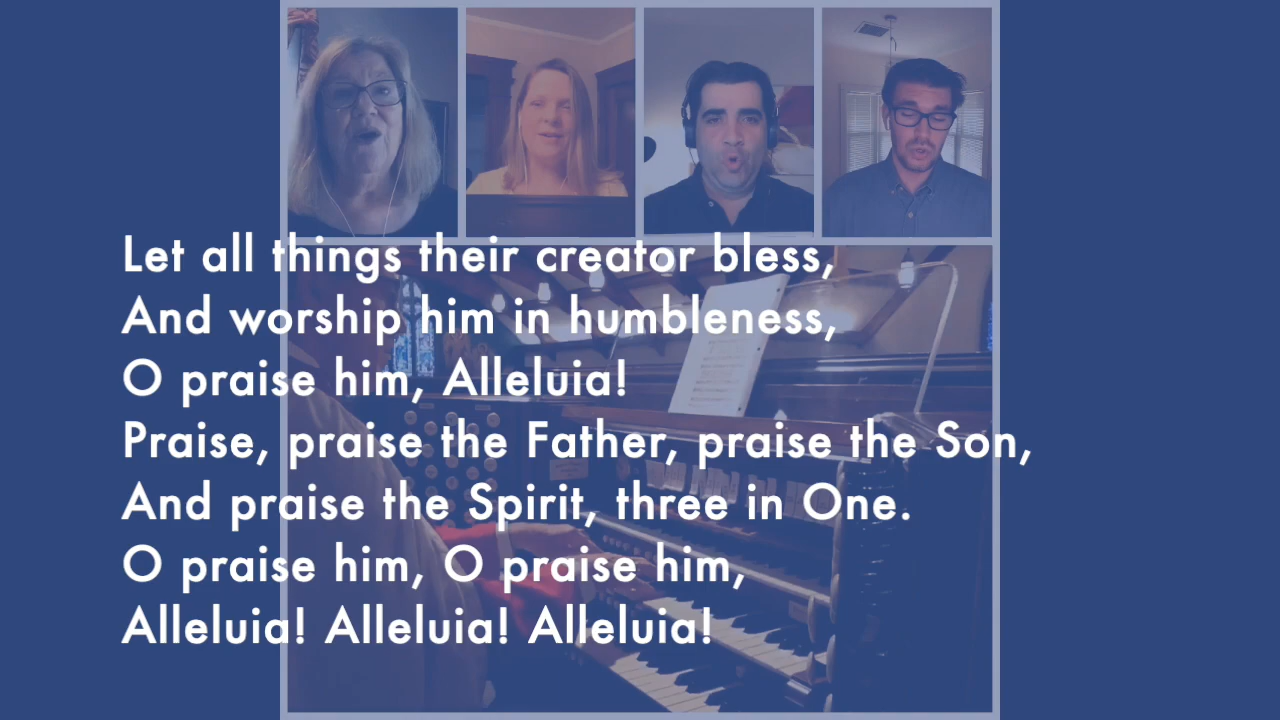 Let all things their creator bless,
And worship him in humbleness,
O praise him, Alleluia!
Praise, praise the Father, praise the Son,
And praise the Spirit, three in One.
O praise him, O praise him,
Alleluia! Alleluia! Alleluia!